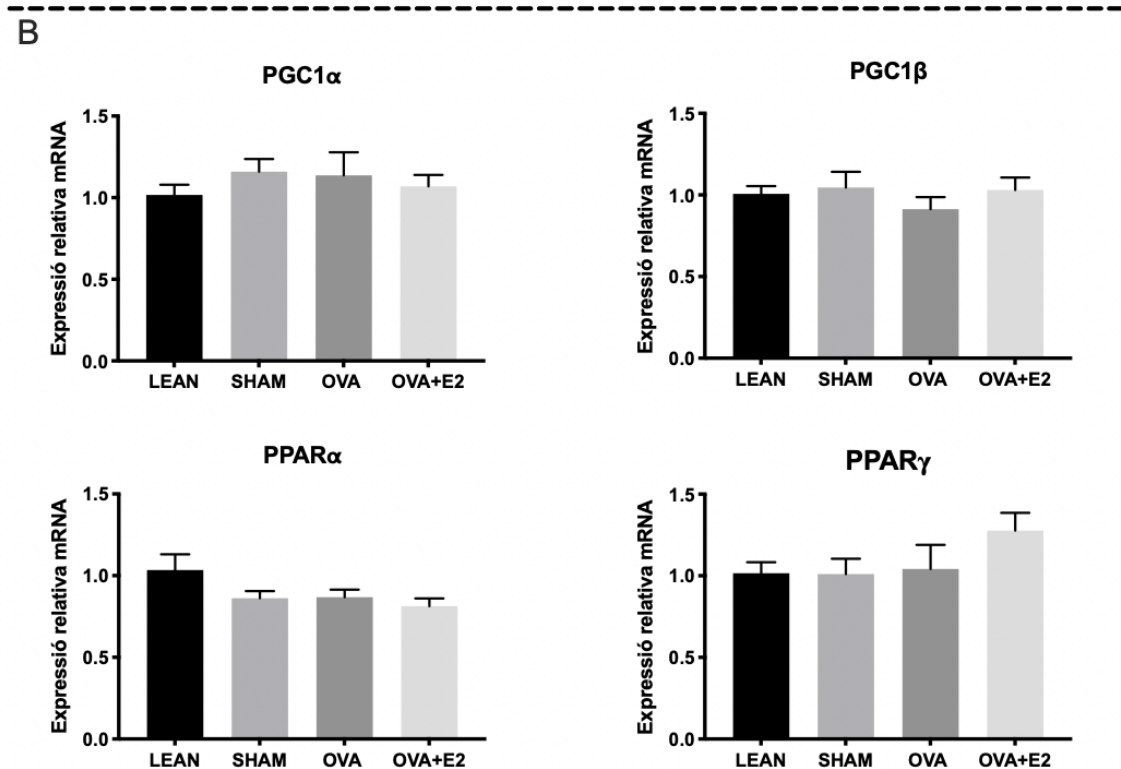 B
PGC1α
Expressió relativa mRNA
1.5
1.0
0.5
0.0
LEAN SHAM OVA OVA+E2
PGC1β
Expressió relativa mRNA
1.5
1.0
0.5
0.0
LEAN SHAM OVA OVA+E2
PPARα
Expressió relativa mRNA
1.5
1.0
0.5
0.0
LEAN SHAM OVA OVA+E2
PPARγ
Expressió relativa mRNA
1.5
1.0
0.5
0.0
LEAN SHAM OVA OVA+E2